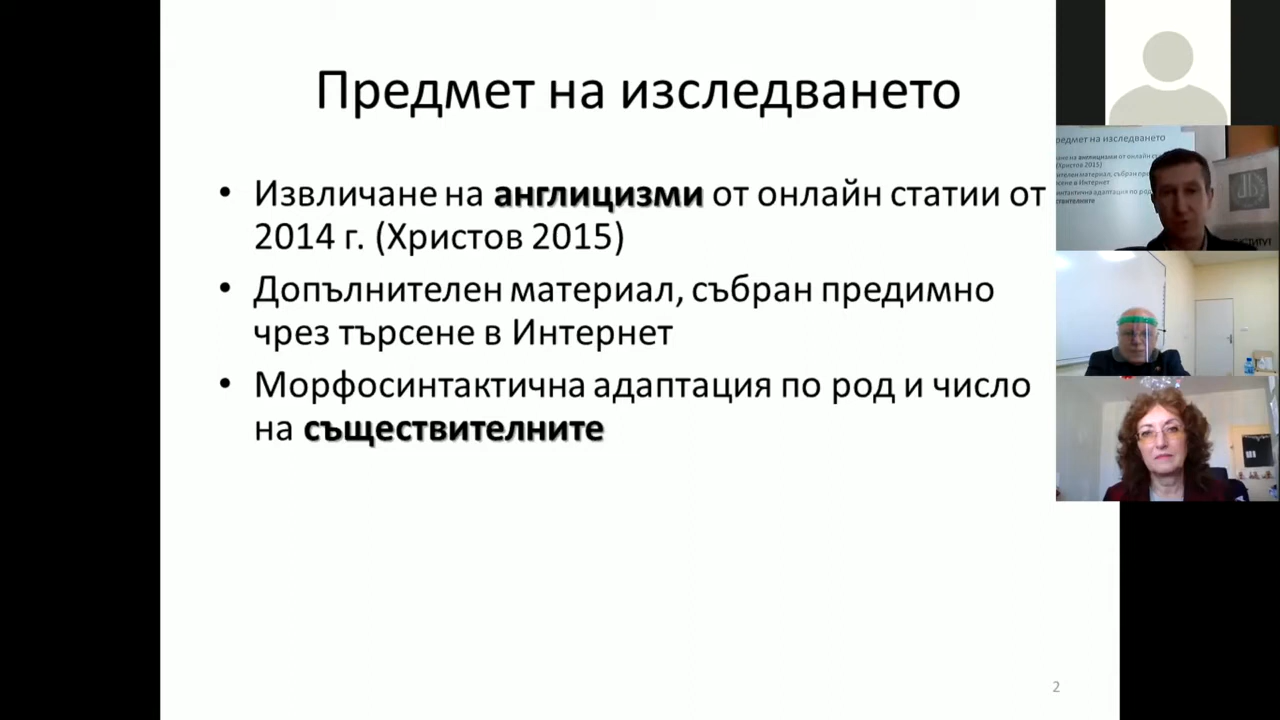 Предмет на изследването
• Извличане на англицизми от онлайн статии от
2014 г. (Христов 2015)
• Допълнителен материал, събран предимно
чрез търсене в Интернет
• Морфосинтактична адаптация по род и число
на съществителните
2